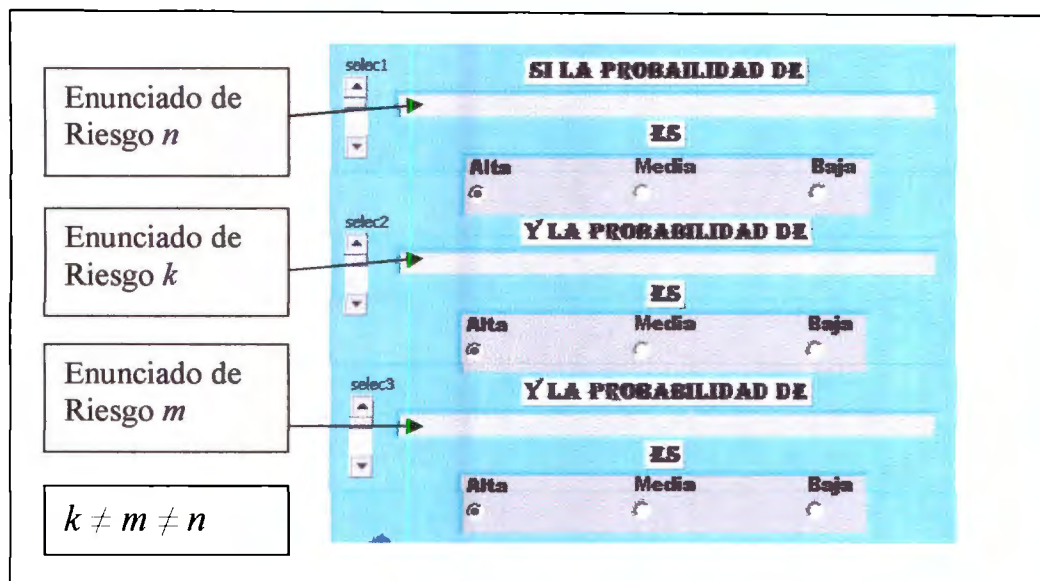 Enunciado de
Riesgo n
selec1
SI LA PROBAILIDAD DE
ES
Alta Media Baja
Enunciado de
Riesgo k
selec2
Y LA PROBABILIDAD DE
ES
Alta Media Baja
Enunciado de
Riesgo m
selec3
Y LA PROBABILIDAD DE
ES
Alta Media Baja
k ≠ m ≠ n